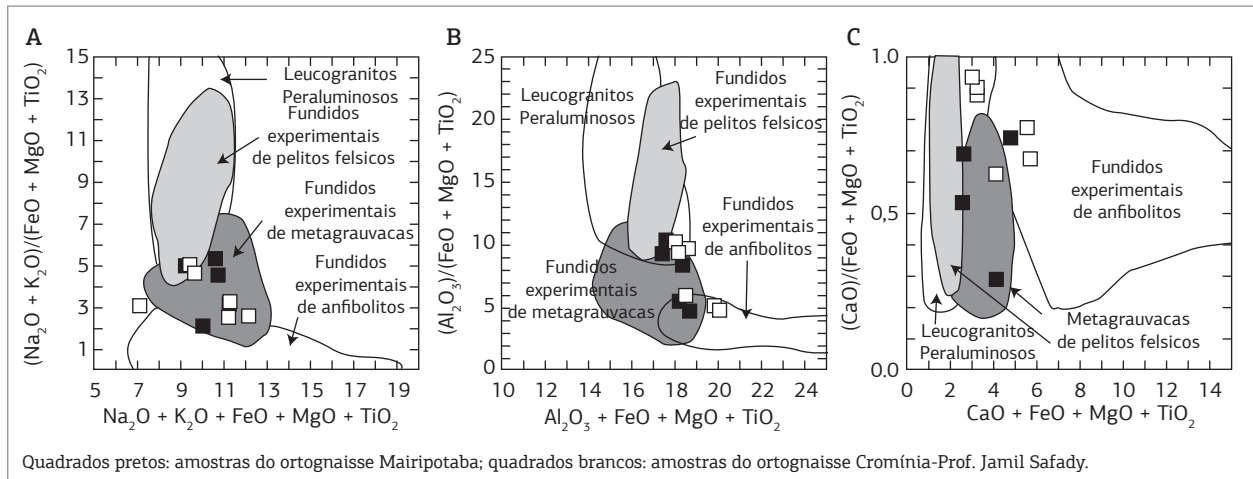 A
15
13
11
9
7
5
3
1
5
7
9
11
13
15
17
19
(Na₂O + K₂O)/(FeO + MgO + TiO₂)
Na₂O + K₂O + FeO + MgO + TiO₂
Leucogranitos
Peraluminosos
Fundidos
experimentais
de pelitos felsicos
Fundidos
experimentais
de metagrauvacas
Fundidos
experimentais
de anfibolitos
B
25
20
15
10
5
0
10
12
14
16
18
20
22
24
(Al₂O₃)/(FeO + MgO + TiO₂)
Al₂O₃ + FeO + MgO + TiO₂
Leucogranitos
Peraluminosos
Fundidos
experimentais
de pelitos felsicos
Fundidos
experimentais
de anfibolitos
Fundidos
experimentais
de metagrauvacas
C
1.0
0,5
0.0
0
2
4
6
8
10
12
14
(CaO)/(FeO + MgO + TiO₂)
CaO + FeO + MgO + TiO₂
Fundidos
experimentais
de anfibolitos
Leucogranitos
Peraluminosos
Metagrauvacas
de pelitos felsicos
Quadrados pretos: amostras do ortognaisse Mairipotaba; quadrados brancos: amostras do ortognaisse Cromínia-Prof. Jamil Safady.